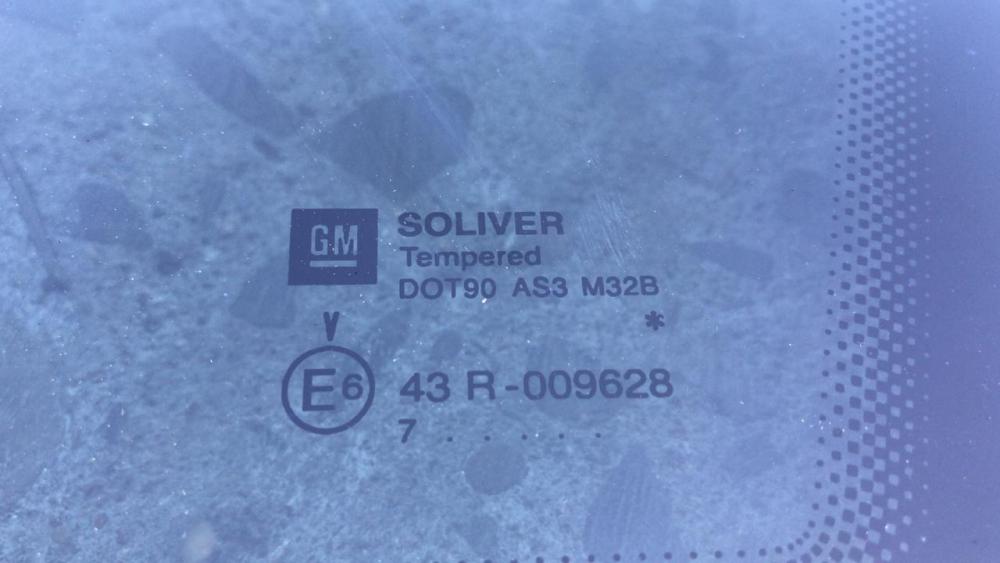 GM
SOLIVER
Tempered
DOT90 AS3 M32B
V *
E6 43 R-009628
7 . . . . . .